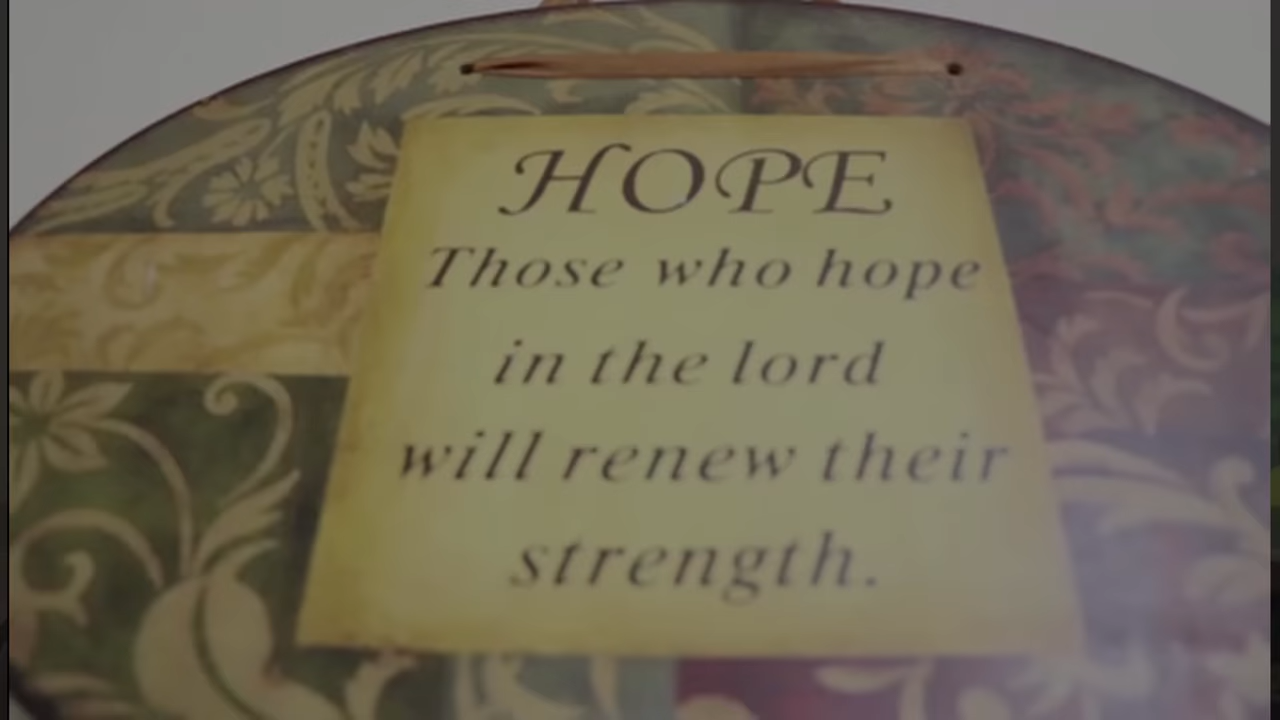 HOPE
Those who hope
in the lord
will renew their
strength.